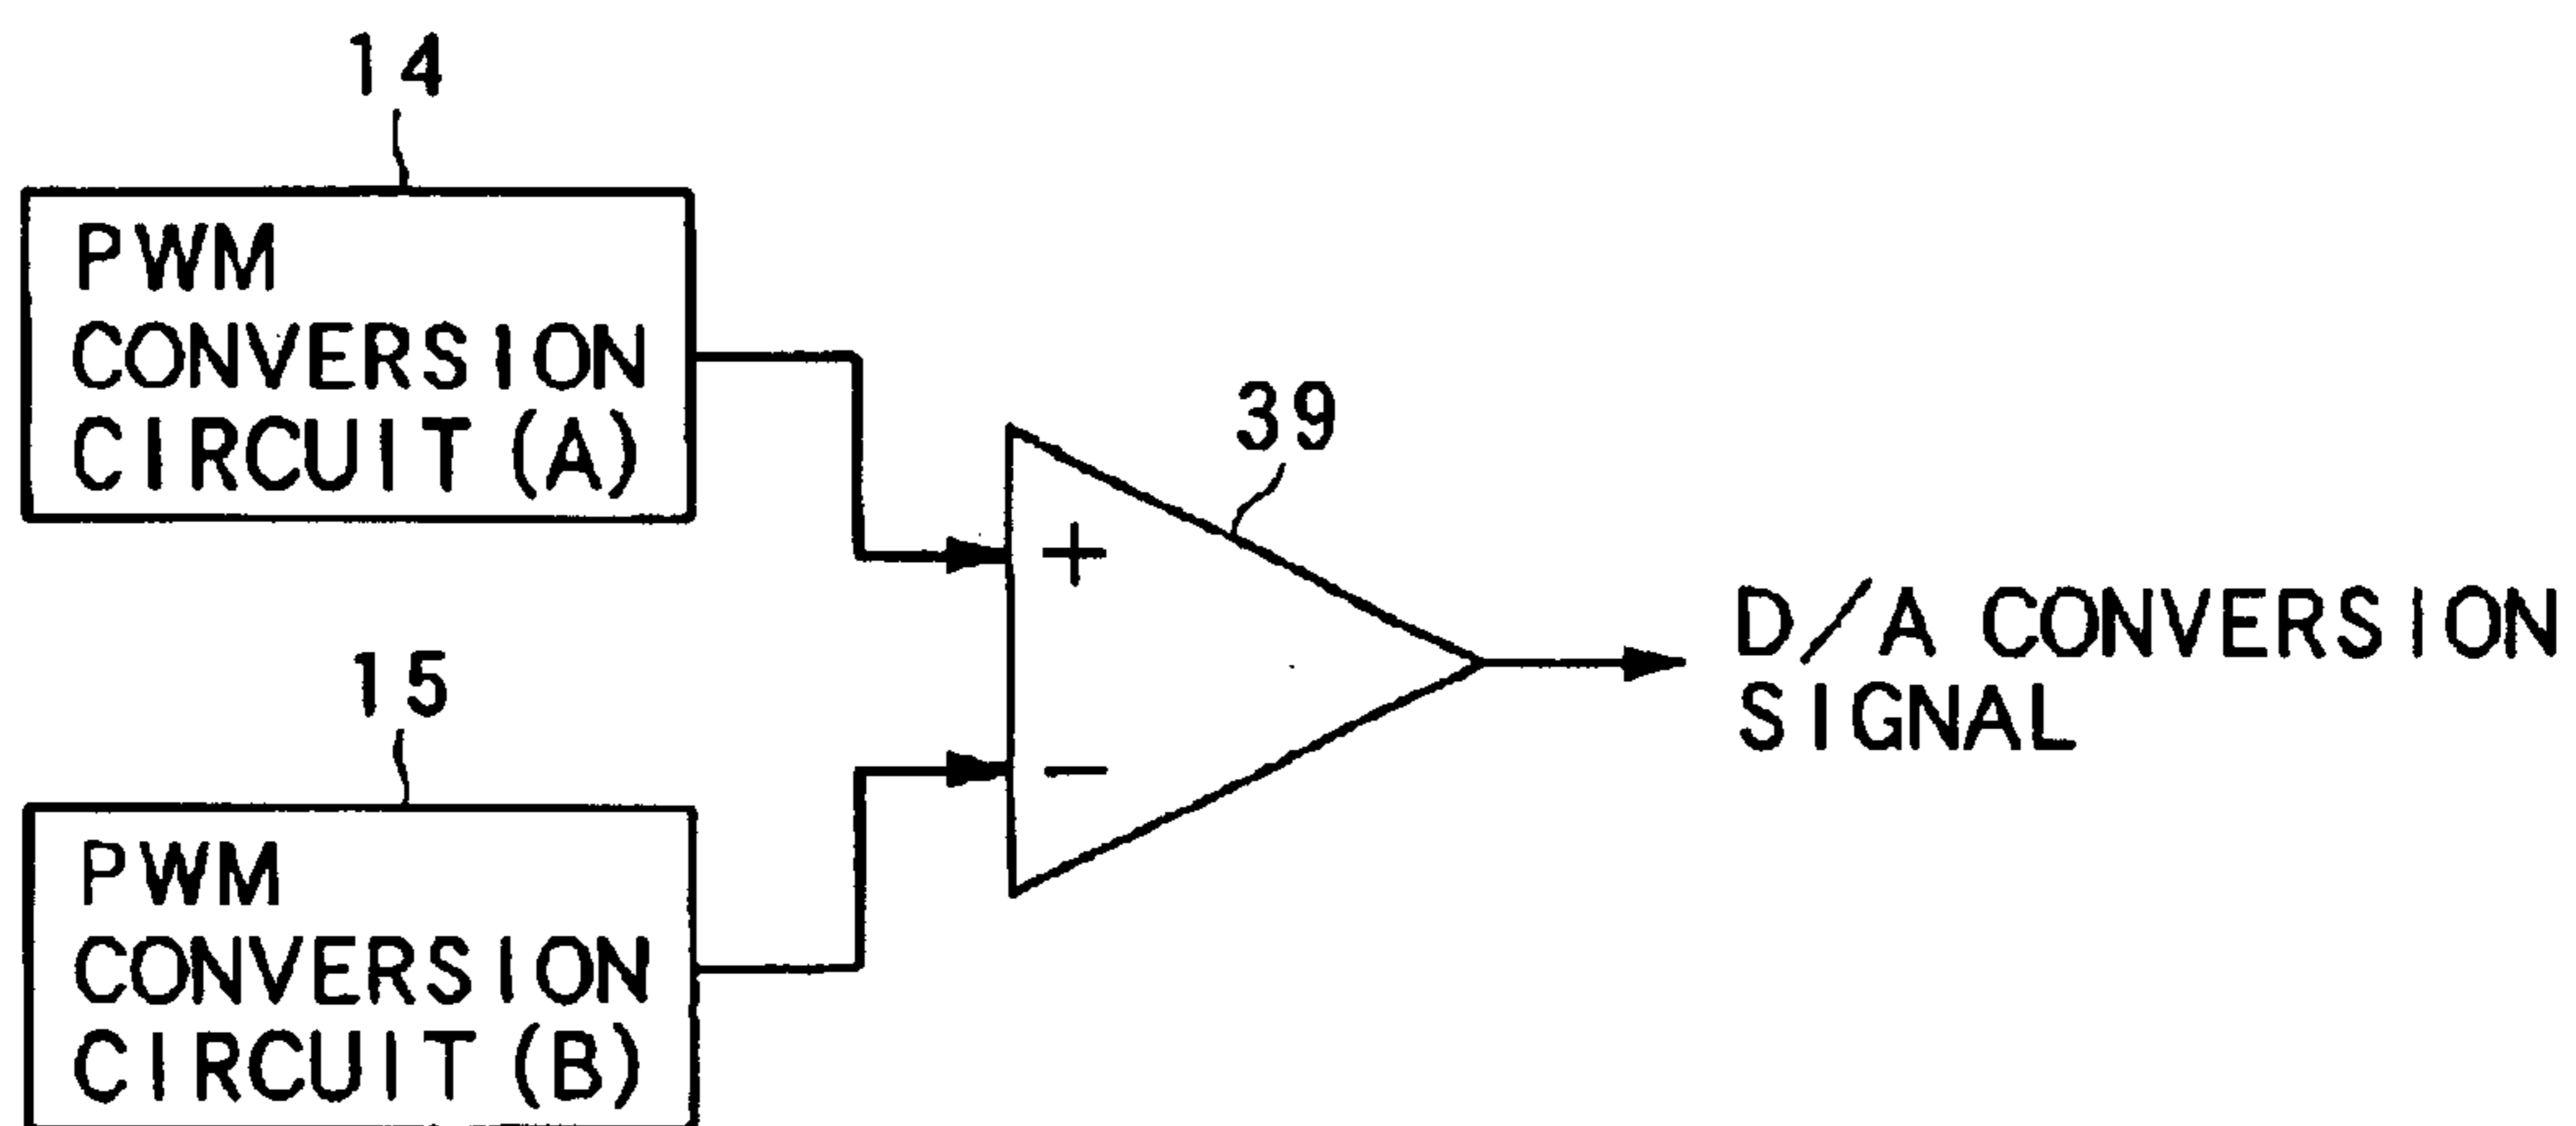 14
PWM
CONVERSION
CIRCUIT (A)
39
+
−
D/A CONVERSION
SIGNAL
15
PWM
CONVERSION
CIRCUIT (B)